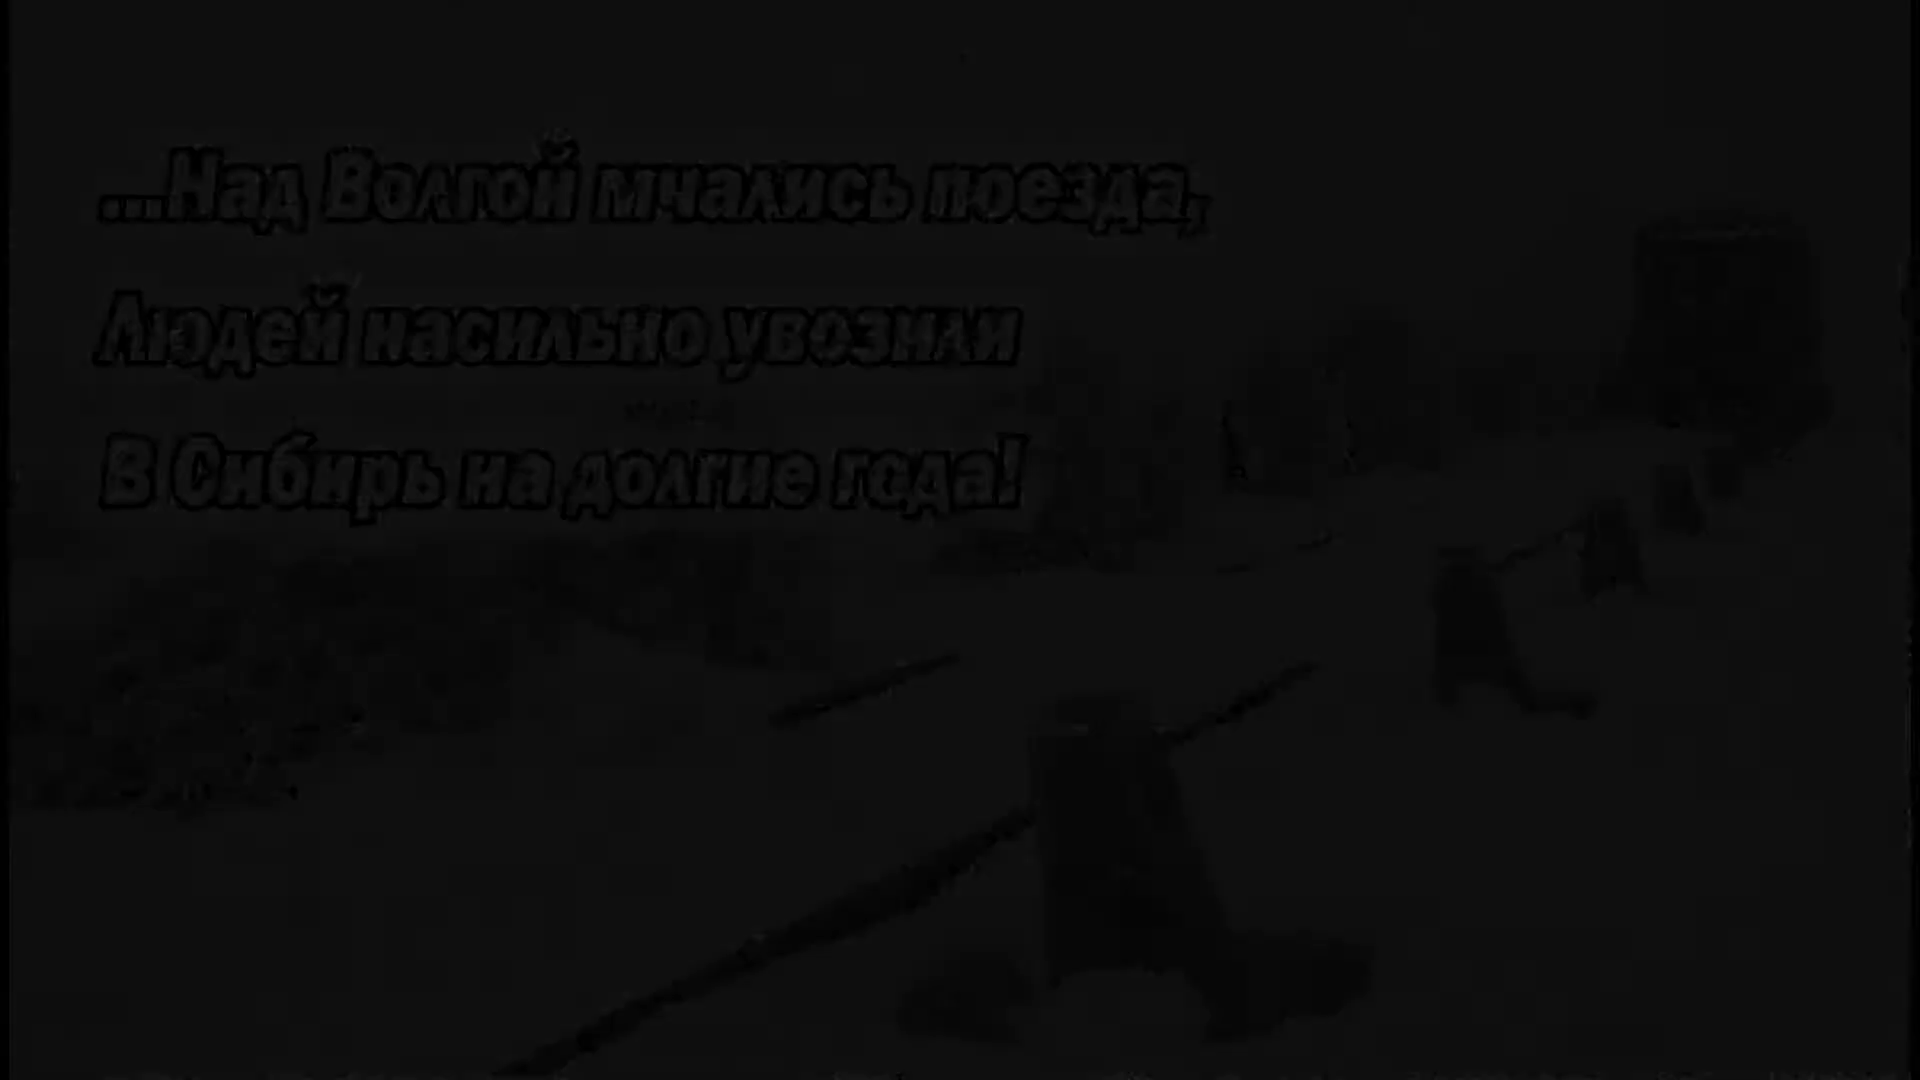 ...Над Волгой мчались поезда,
Людей насильно увозили
В Сибирь на долгие года!